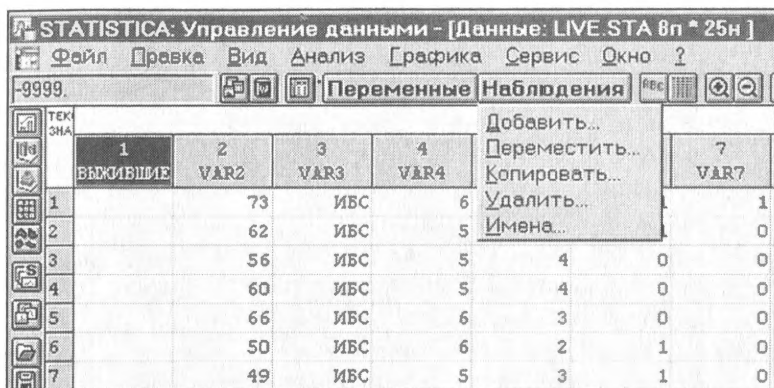 STATISTICA: Управление данными - [Данные: LIVE.STA 8п * 25н ]
Файл Правка Вид Анализ Графика Сервис Окно ?
-9999. Переменные Наблюдения ABC
ТЕК
ЗНА
Добавить...
Переместить...
Копировать...
Удалить...
Имена...
1 2 3 4 7
ВЫЖИВШИЕ VAR2 VAR3 VAR4 VAR7
1 73 ИБС 6 1 1
2 62 ИБС 5 1 0
3 56 ИБС 5 4 0 0
4 60 ИБС 5 4 0 0
5 66 ИБС 6 3 0 0
6 50 ИБС 6 2 1 0
7 49 ИБС 5 3 1 0